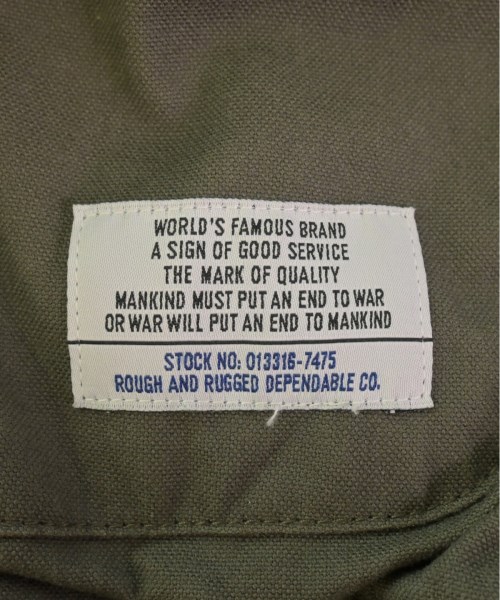 WORLD'S FAMOUS BRAND
A SIGN OF GOOD SERVICE
THE MARK OF QUALITY
MANKIND MUST PUT AN END TO WAR
OR WAR WILL PUT AN END TO MANKIND
STOCK NO: 013316-7475
ROUGH AND RUGGED DEPENDABLE CO.